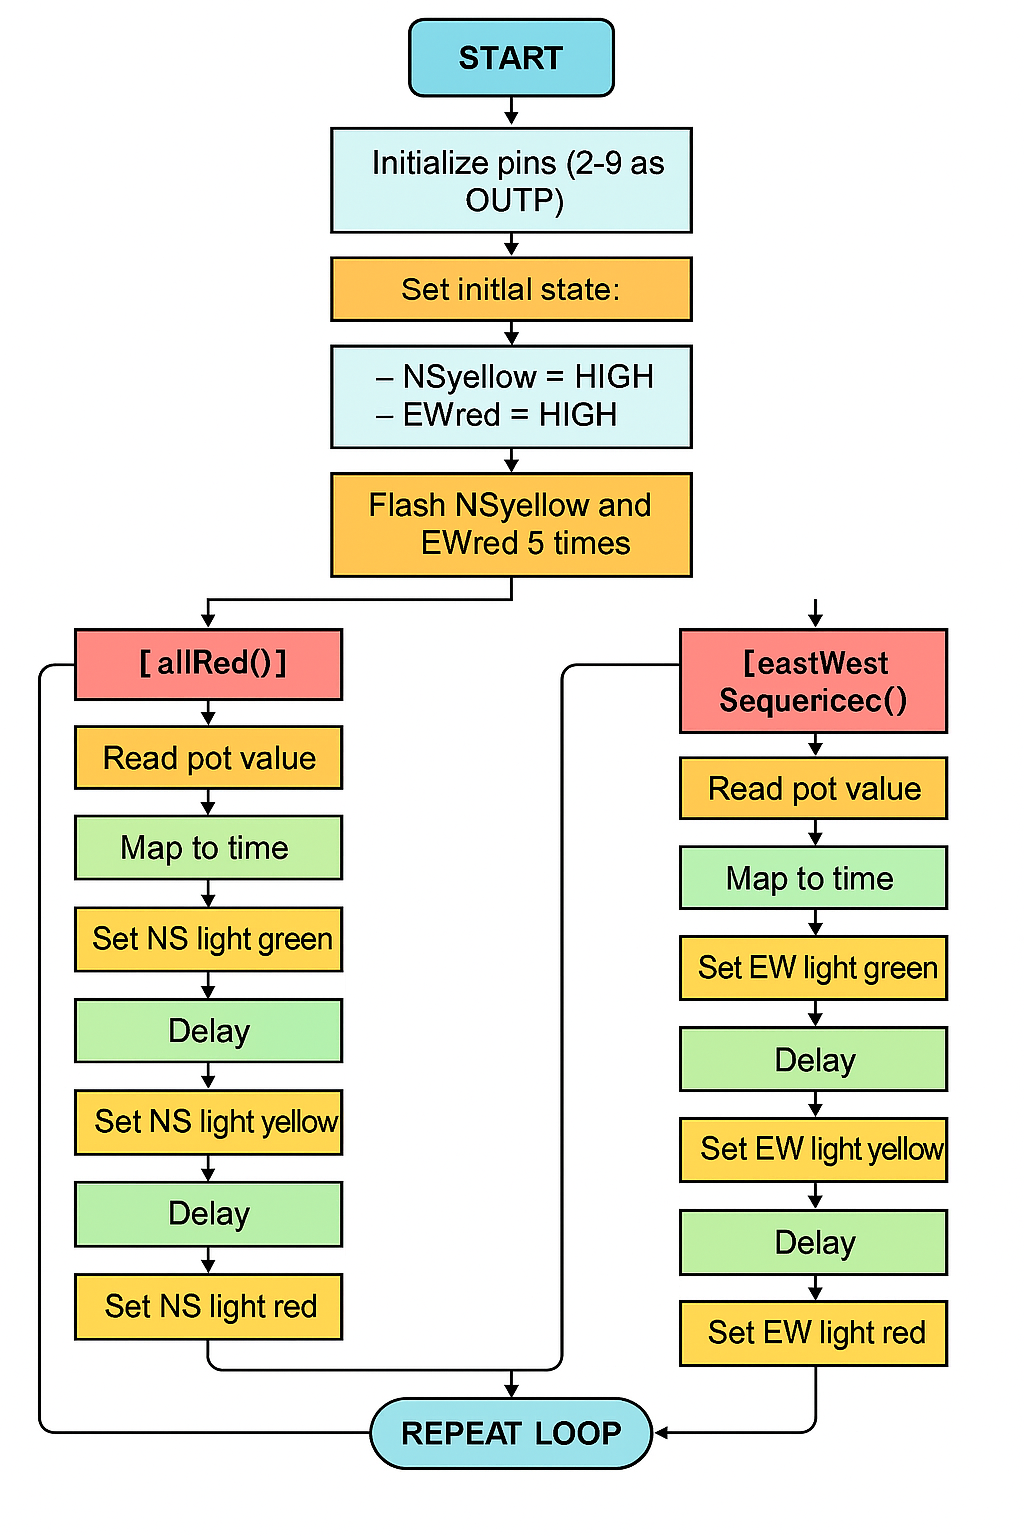 START
Initialize pins (2-9 as
OUTP)
Set initlal state:
– NSyellow = HIGH
– EWred = HIGH
Flash NSyellow and
EWred 5 times
[allRed()]
Read pot value
Map to time
Set NS light green
Delay
Set NS light yellow
Delay
Set NS light red
[eastWest
Sequericec()
Read pot value
Map to time
Set EW light green
Delay
Set EW light yellow
Delay
Set EW light red
REPEAT LOOP